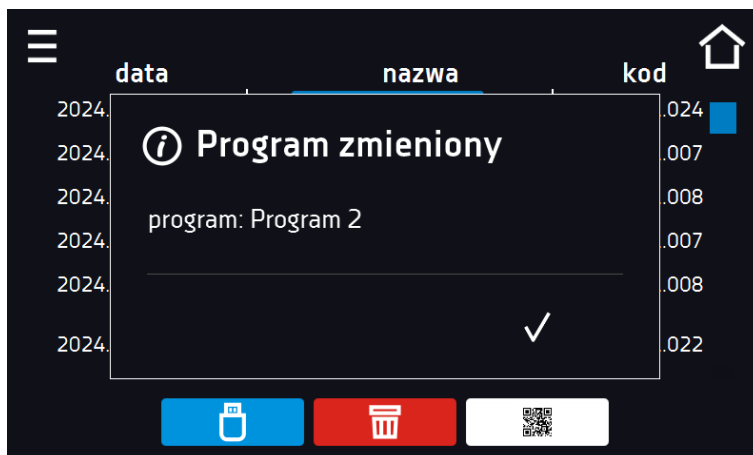 data nazwa kod
2024. .024
Program zmieniony
2024. .007
2024. .008
program: Program 2
2024. .007
2024. .008
2024. .022